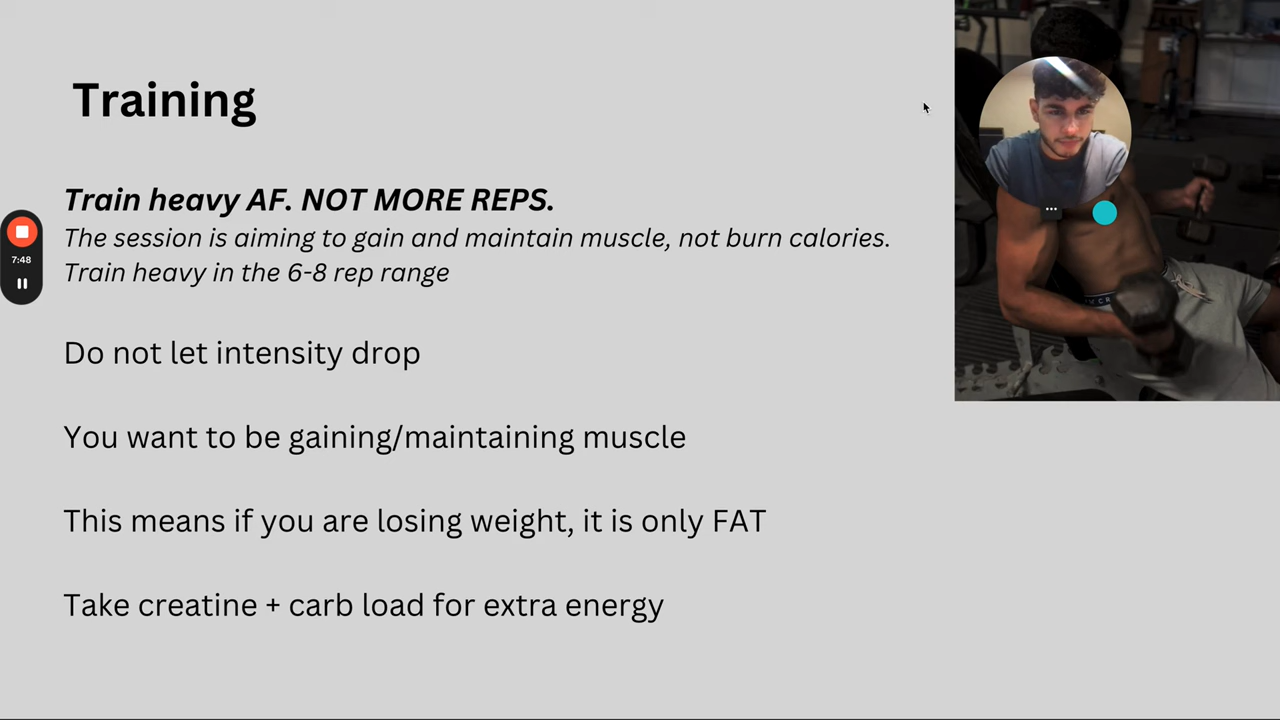 Training
Train heavy AF. NOT MORE REPS.
The session is aiming to gain and maintain muscle, not burn calories.
Train heavy in the 6-8 rep range
7:48
Do not let intensity drop
You want to be gaining/maintaining muscle
This means if you are losing weight, it is only FAT
Take creatine + carb load for extra energy